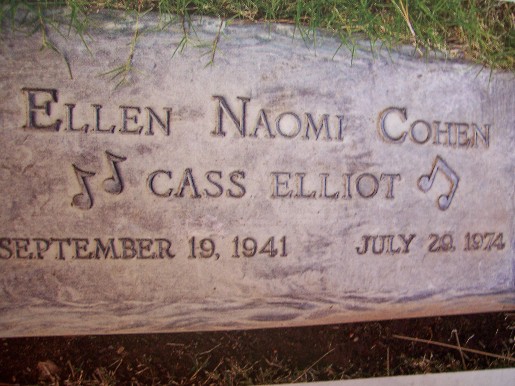 Ellen Naomi Cohen
CASS ELLIOT
SEPTEMBER 19, 1941 JULY 29, 1974